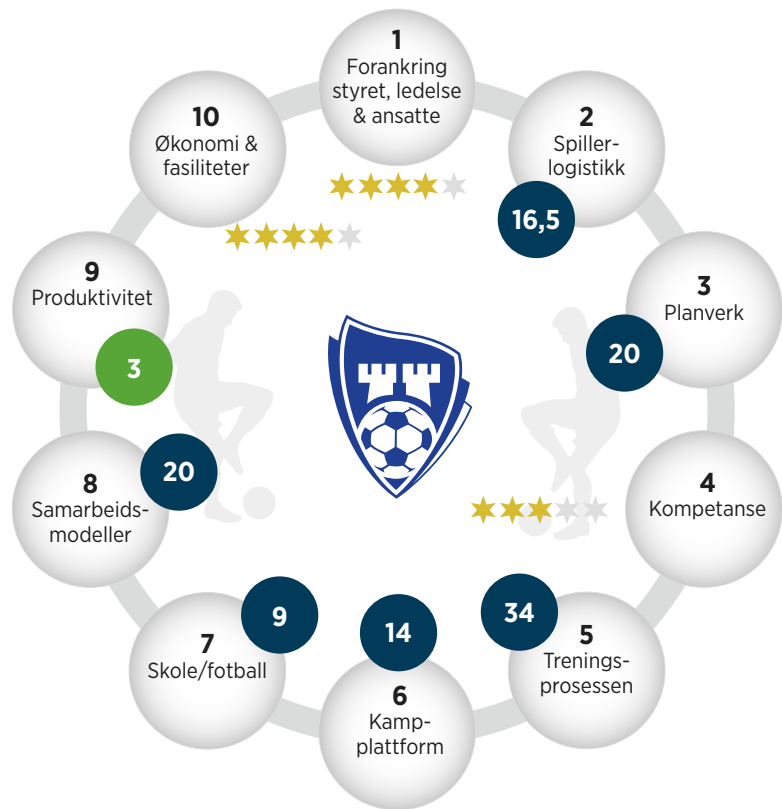 1
Forankring
styret, ledelse
& ansatte
2
Spiller-
logistikk
16,5
3
Planverk
20
4
Kompetanse
5
Trenings-
prosessen
34
6
Kamp-
plattform
14
7
Skole/fotball
9
8
Samarbeids-
modeller
20
9
Produktivitet
3
10
Økonomi &
fasiliteter